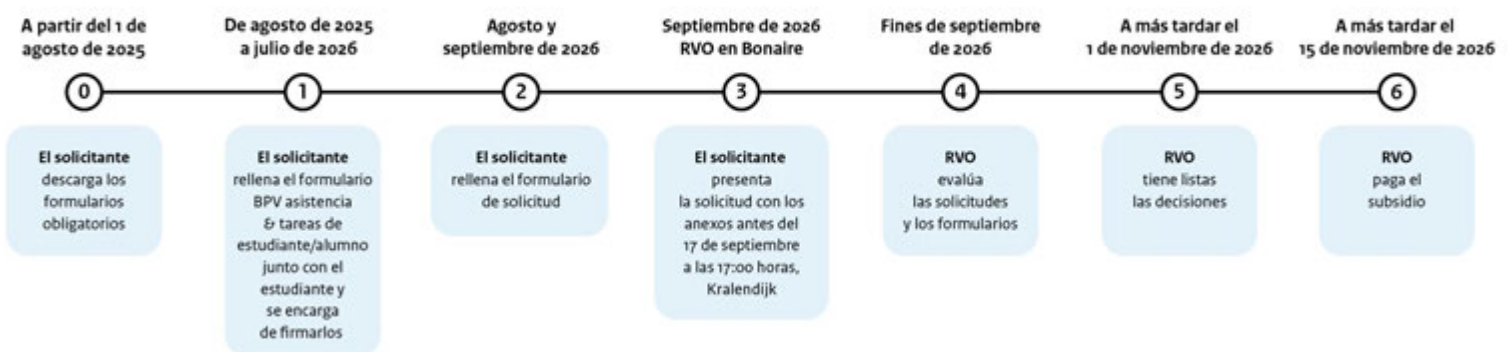 A partir del 1 de
agosto de 2025
De agosto de 2025
a julio de 2026
Agosto y
septiembre de 2026
Septiembre de 2026
RVO en Bonaire
Fines de septiembre
de 2026
A más tardar el
1 de noviembre de 2026
A más tardar el
15 de noviembre de 2026
0
1
2
3
4
5
6
El solicitante
descarga los
formularios
obligatorios
El solicitante
rellena el formulario
BPV asistencia
& tareas de
estudiante/alumno
junto con el
estudiante y
se encarga
de firmarlos
El solicitante
rellena el formulario
de solicitud
El solicitante
presenta
la solicitud con los
anexos antes del
17 de septiembre
a las 17:00 horas,
Kralendijk
RVO
evalúa
las solicitudes
y los formularios
RVO
tiene listas
las decisiones
RVO
paga el
subsidio